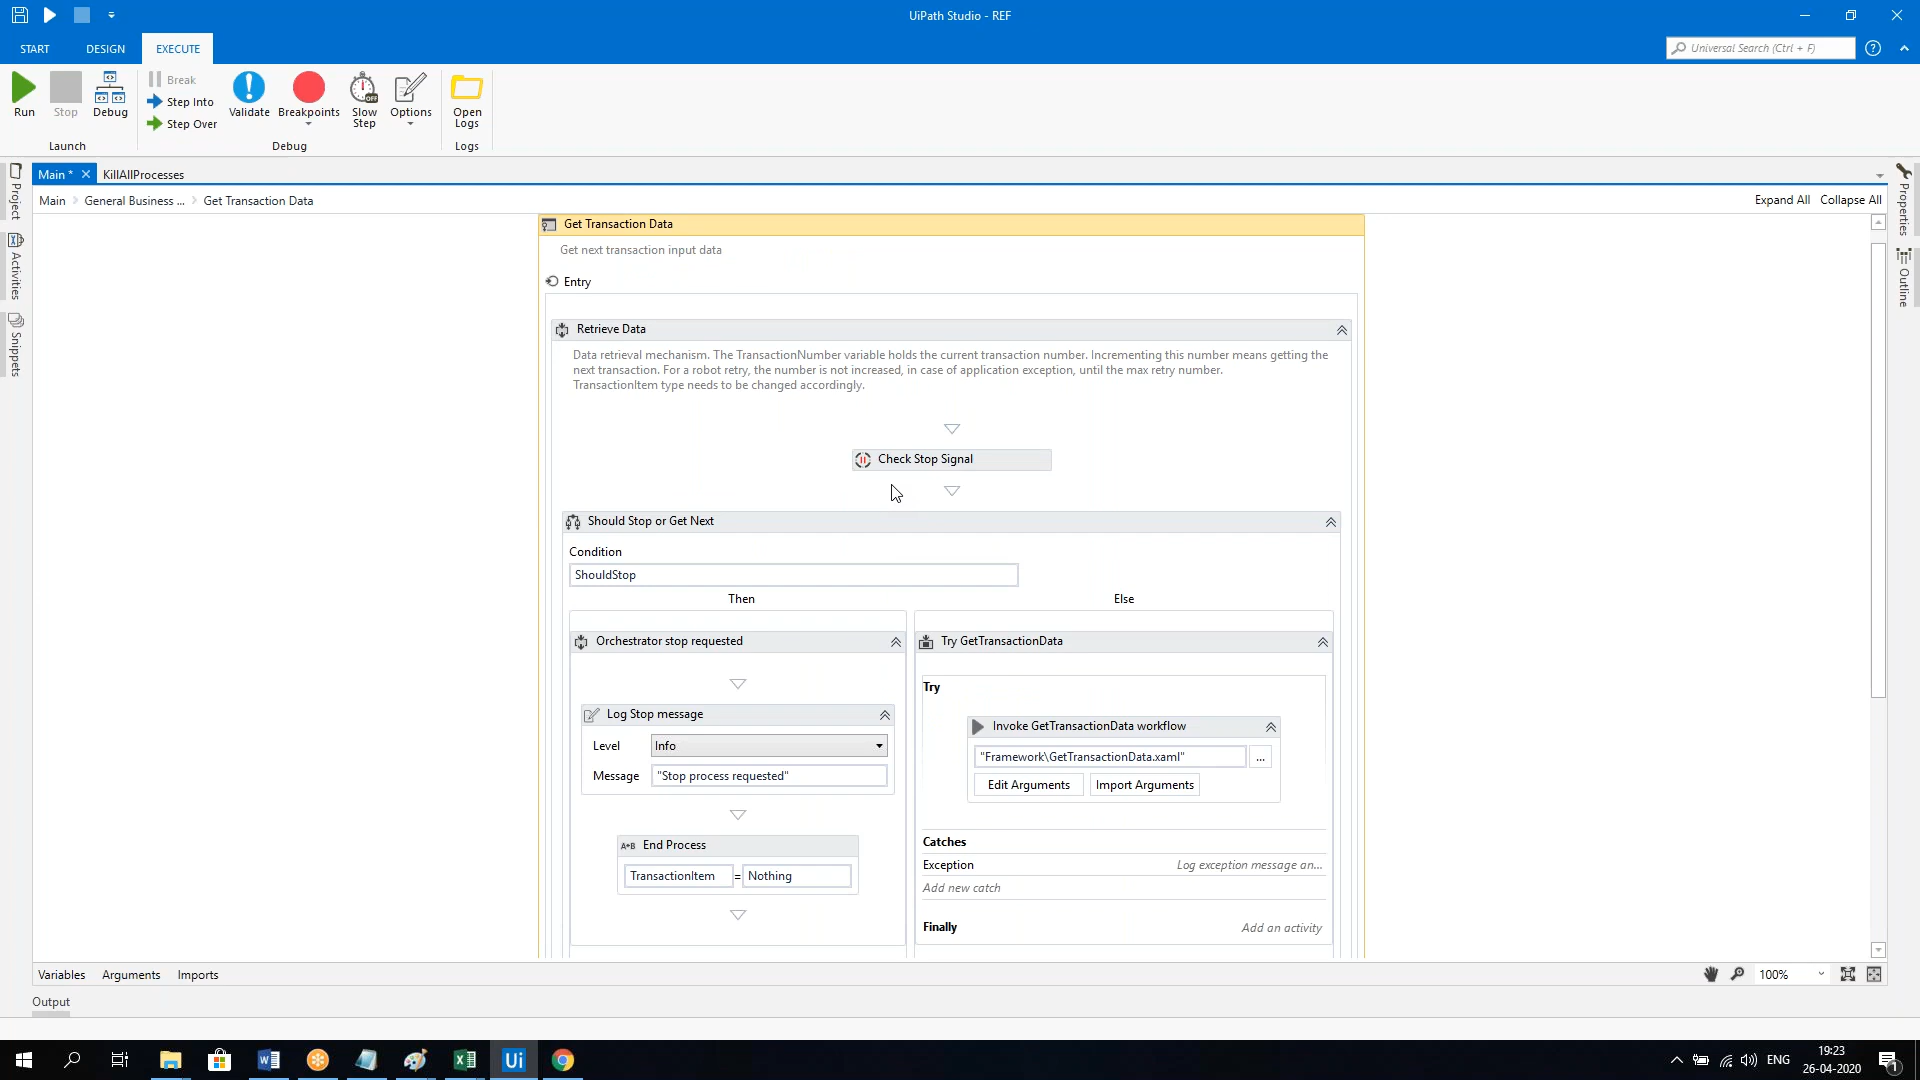 UiPath Studio - REF
START DESIGN EXECUTE
Universal Search (Ctrl + F)
Run Stop Debug
Break
Step Into
Step Over
Validate Breakpoints Slow Step Options Open Logs
Launch Debug Logs
Main * KillAllProcesses
Main General Business ... Get Transaction Data
Expand All Collapse All
Project
Activities
Snippets
Properties
Outline
Get Transaction Data
Get next transaction input data
Entry
Retrieve Data
Data retrieval mechanism. The TransactionNumber variable holds the current transaction number. Incrementing this number means getting the
next transaction. For a robot retry, the number is not increased, in case of application exception, until the max retry number.
TransactionItem type needs to be changed accordingly.
Check Stop Signal
Should Stop or Get Next
Condition
ShouldStop
Then Else
Orchestrator stop requested
Log Stop message
Level Info
Message "Stop process requested"
A+B End Process
TransactionItem = Nothing
Try GetTransactionData
Try
Invoke GetTransactionData workflow
"Framework\GetTransactionData.xaml" ...
Edit Arguments Import Arguments
Catches
Exception Log exception message an...
Add new catch
Finally Add an activity
Variables Arguments Imports
100%
Output
Ui
ENG
19:23
26-04-2020
1